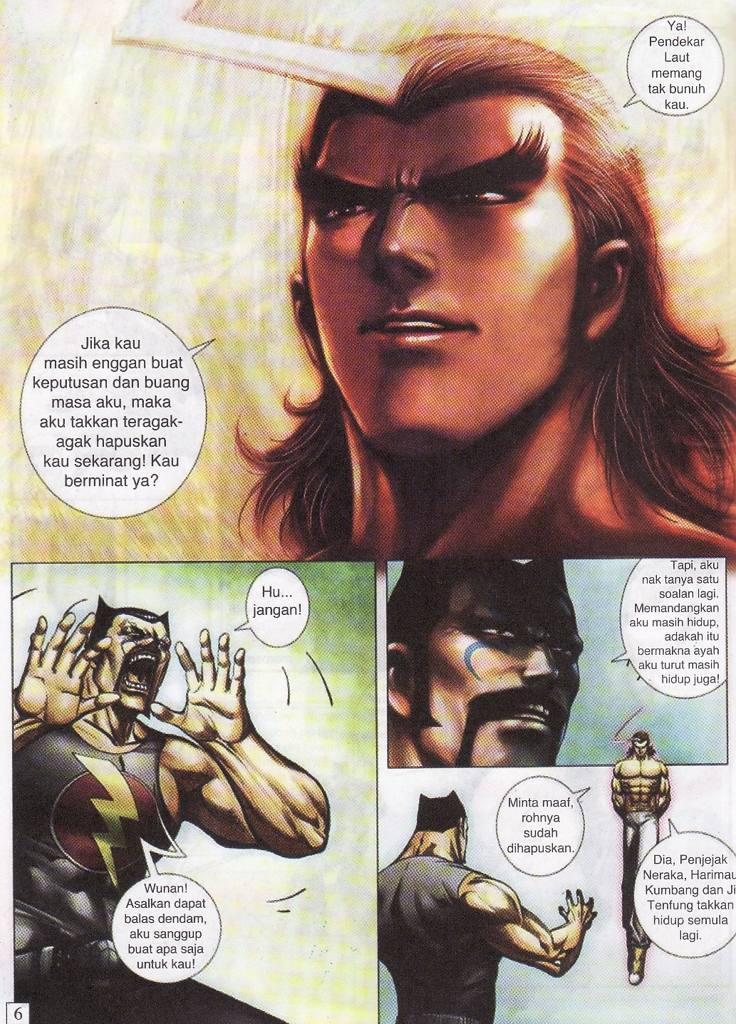 Ya!
Pendekar
Laut
memang
tak bunuh
kau.
Jika kau
masih enggan buat
keputusan dan buang
masa aku, maka
aku takkan teragak-
agak hapuskan
kau sekarang! Kau
berminat ya?
Hu...
jangan!
Wunan!
Asalkan dapat
balas dendam,
aku sanggup
buat apa saja
untuk kau!
Tapi, aku
nak tanya satu
soalan lagi.
Memandangkan
aku masih hidup,
adakah itu
bermakna ayah
aku turut masih
hidup juga!
Minta maaf,
rohnya
sudah
dihapuskan.
Dia, Penjejak
Neraka, Harimau
Kumbang dan Ji
Tenfung takkan
hidup semula
lagi.
6